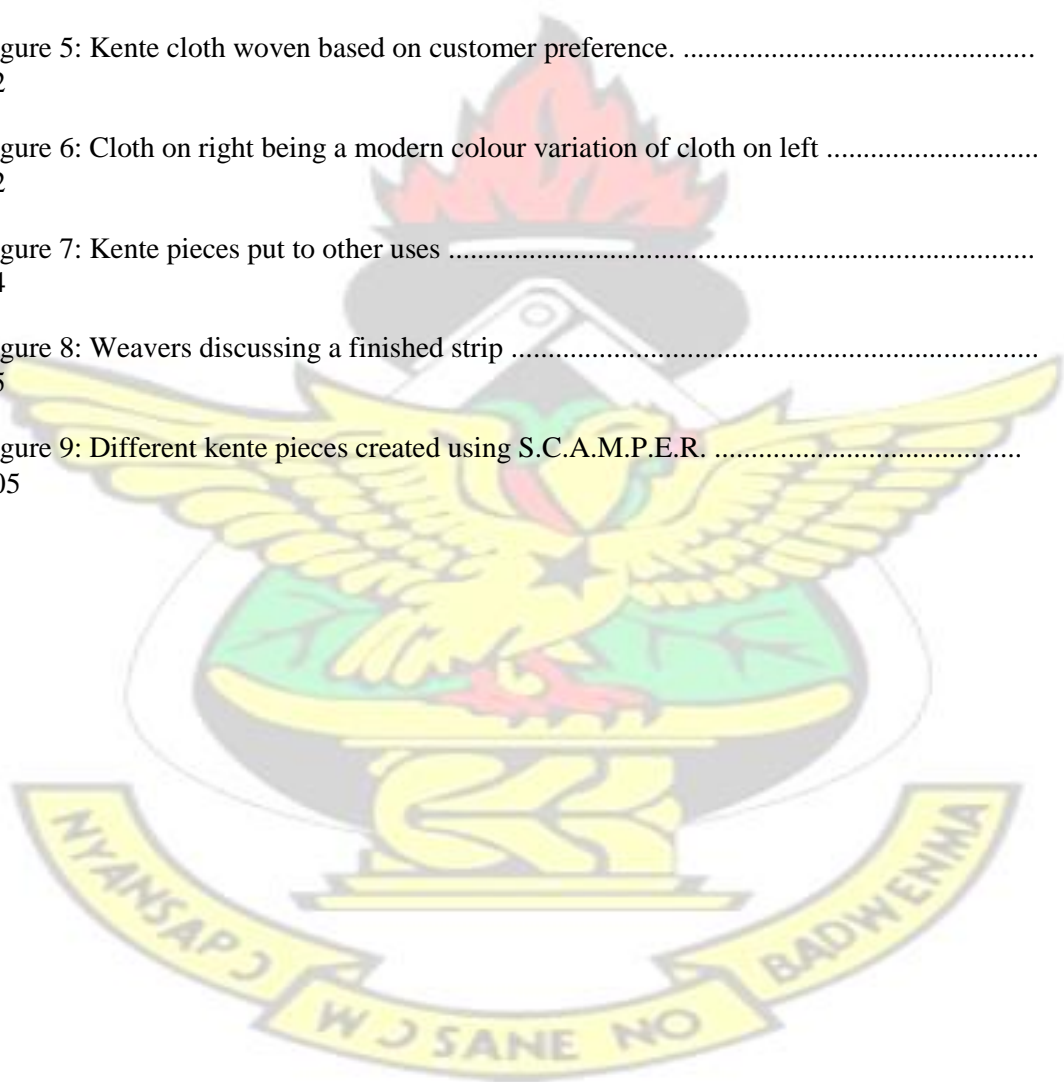 gure 5: Kente cloth woven based on customer preference. .....................................................
2
gure 6: Cloth on right being a modern colour variation of cloth on left ................................
2
gure 7: Kente pieces put to other uses .........................................................................................
4
gure 8: Weavers discussing a finished strip ................................................................................
5
gure 9: Different kente pieces created using S.C.A.M.P.E.R. ...............................................
05
NYANSAPƆ WƆSANE NO BADWENMA